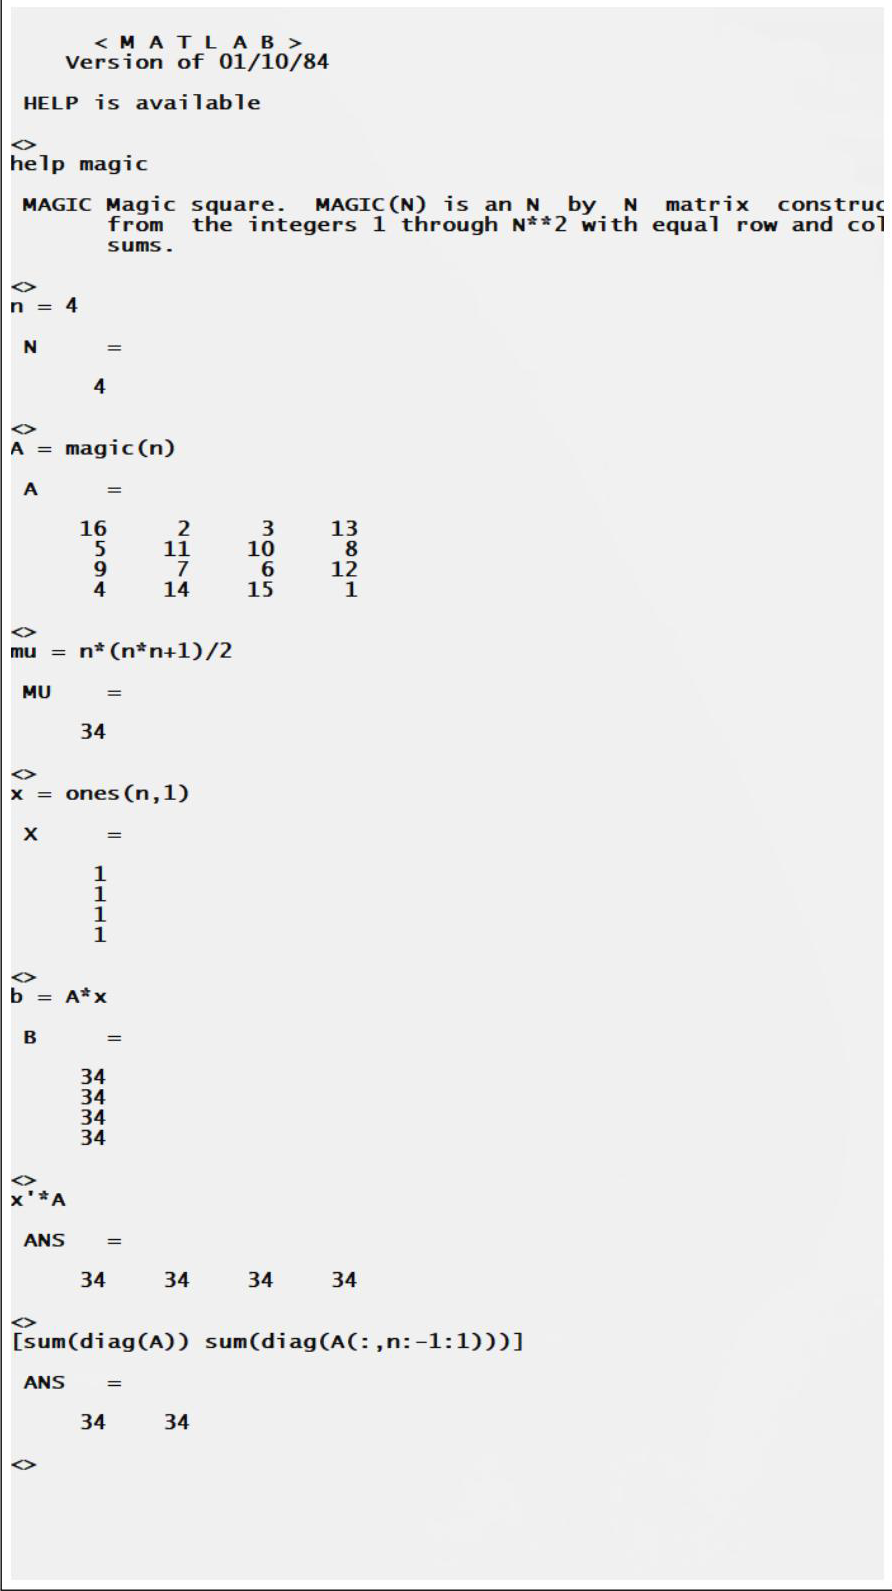 < M A T L A B >
Version of 01/10/84
HELP is available
<>
help magic
MAGIC Magic square.  MAGIC(N) is an N  by  N  matrix
from  the integers 1 through N**2 with equal row and
sums.
<>
n = 4
N     =
4
<>
A = magic(n)
A     =
16     2     3    13
5    11    10     8
9     7     6    12
4    14    15     1
<>
mu = n*(n*n+1)/2
MU    =
34
<>
x = ones(n,1)
X     =
1
1
1
1
<>
b = A*x
B     =
34
34
34
34
<>
x'*A
ANS   =
34    34    34    34
<>
[sum(diag(A)) sum(diag(A(:,n:-1:1)))]
ANS   =
34    34
<>